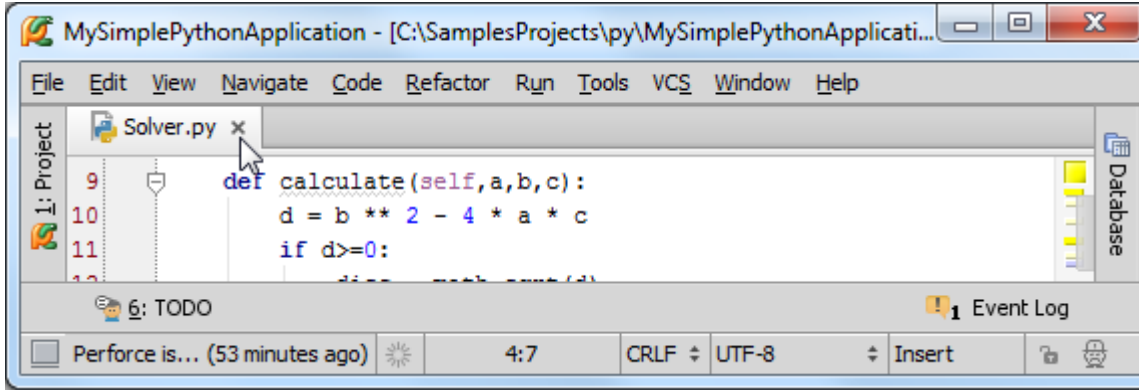 MySimplePythonApplication - [C:\SamplesProjects\py\MySimplePythonApplicati...
File Edit View Navigate Code Refactor Run Tools VCS Window Help
1: Project
Solver.py
Database
9 def calculate(self,a,b,c):
10 d = b ** 2 - 4 * a * c
11 if d>=0:
6: TODO
1 Event Log
Perforce is... (53 minutes ago) 4:7 CRLF UTF-8 Insert